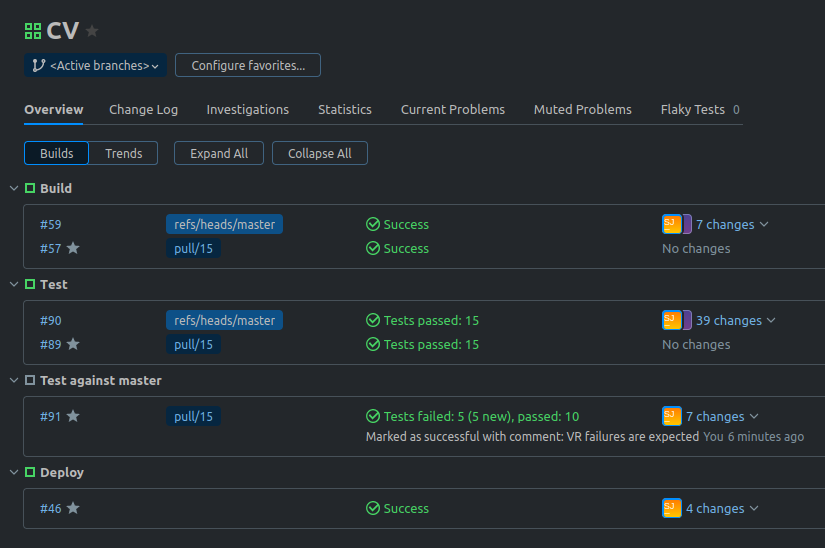 CV
<Active branches>
Configure favorites...
Overview Change Log Investigations Statistics Current Problems Muted Problems Flaky Tests 0
Builds Trends Expand All Collapse All
Build
#59 refs/heads/master Success SJ 7 changes
#57 pull/15 Success No changes
Test
#90 refs/heads/master Tests passed: 15 SJ 39 changes
#89 pull/15 Tests passed: 15 No changes
Test against master
#91 pull/15 Tests failed: 5 (5 new), passed: 10 SJ 7 changes
Marked as successful with comment: VR failures are expected You 6 minutes ago
Deploy
#46 Success SJ 4 changes